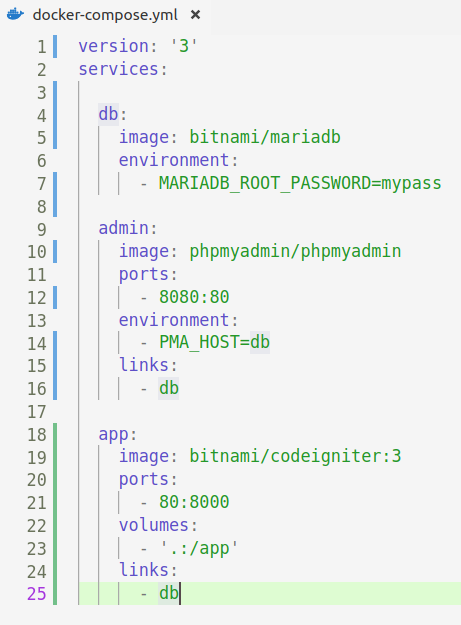 docker-compose.yml ×
1 version: '3'
2 services:
3
4   db:
5     image: bitnami/mariadb
6     environment:
7       - MARIADB_ROOT_PASSWORD=mypass
8
9   admin:
10     image: phpmyadmin/phpmyadmin
11     ports:
12       - 8080:80
13     environment:
14       - PMA_HOST=db
15     links:
16       - db
17
18   app:
19     image: bitnami/codeigniter:3
20     ports:
21       - 80:8000
22     volumes:
23       - '.:/app'
24     links:
25       - db